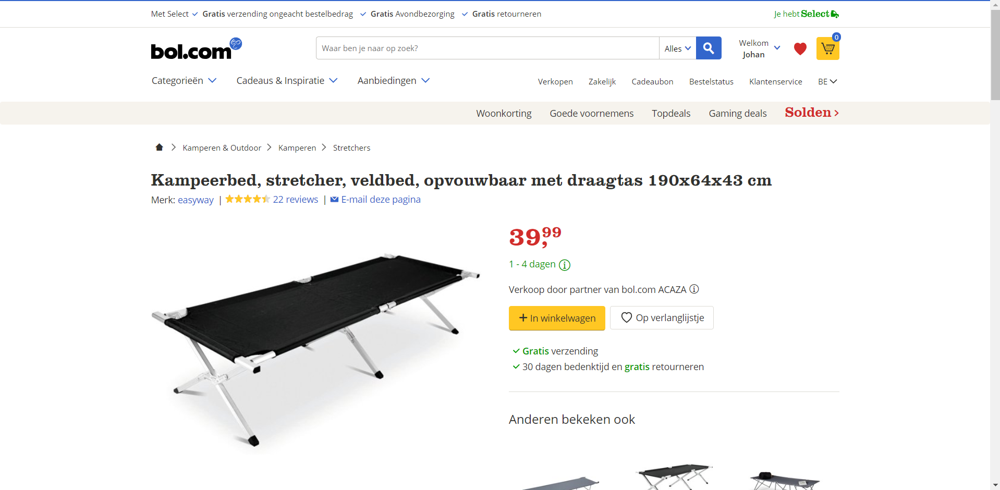 Met Select Gratis verzending ongeacht bestelbedrag Gratis Avondbezorging Gratis retourneren
Je hebt Select
bol.com
Waar ben je naar op zoek?
Alles
Welkom
Johan
0
Categorieën Cadeaus & Inspiratie Aanbiedingen
Verkopen Zakelijk Cadeaubon Bestelstatus Klantenservice BE
Woonkorting Goede voornemens Topdeals Gaming deals Solden
Kamperen & Outdoor Kamperen Stretchers
Kampeerbed, stretcher, veldbed, opvouwbaar met draagtas 190x64x43 cm
Merk: easyway | 22 reviews | E-mail deze pagina
39,99
1 - 4 dagen
Verkoop door partner van bol.com ACAZA
In winkelwagen
Op verlanglijstje
Gratis verzending
30 dagen bedenktijd en gratis retourneren
Anderen bekeken ook